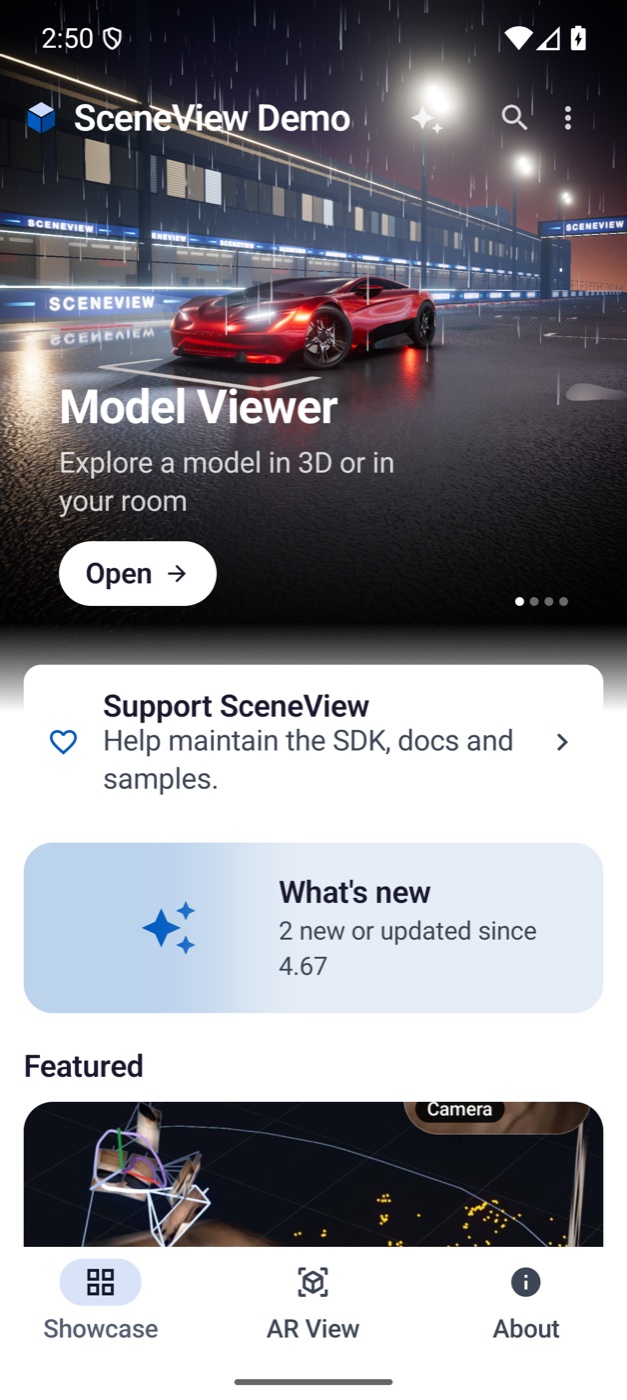 2:50
SceneView Demo
SCENEVIEW
SCENEVIEW
SCENEVIEW
Model Viewer
Explore a model in 3D or in
your room
Open
Support SceneView
Help maintain the SDK, docs and
samples.
What's new
2 new or updated since
4.67
Featured
Camera
Showcase
AR View
About